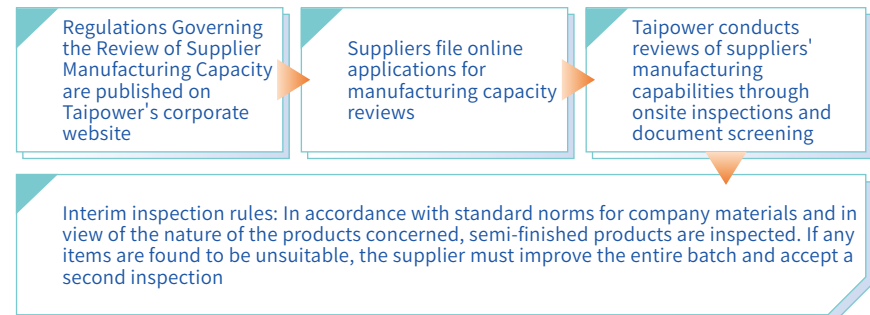 Regulations Governing
the Review of Supplier
Manufacturing Capacity
are published on
Taipower's corporate
website
Suppliers file online
applications for
manufacturing capacity
reviews
Taipower conducts
reviews of suppliers'
manufacturing
capabilities through
onsite inspections and
document screening
Interim inspection rules: In accordance with standard norms for company materials and in
view of the nature of the products concerned, semi-finished products are inspected. If any
items are found to be unsuitable, the supplier must improve the entire batch and accept a
second inspection